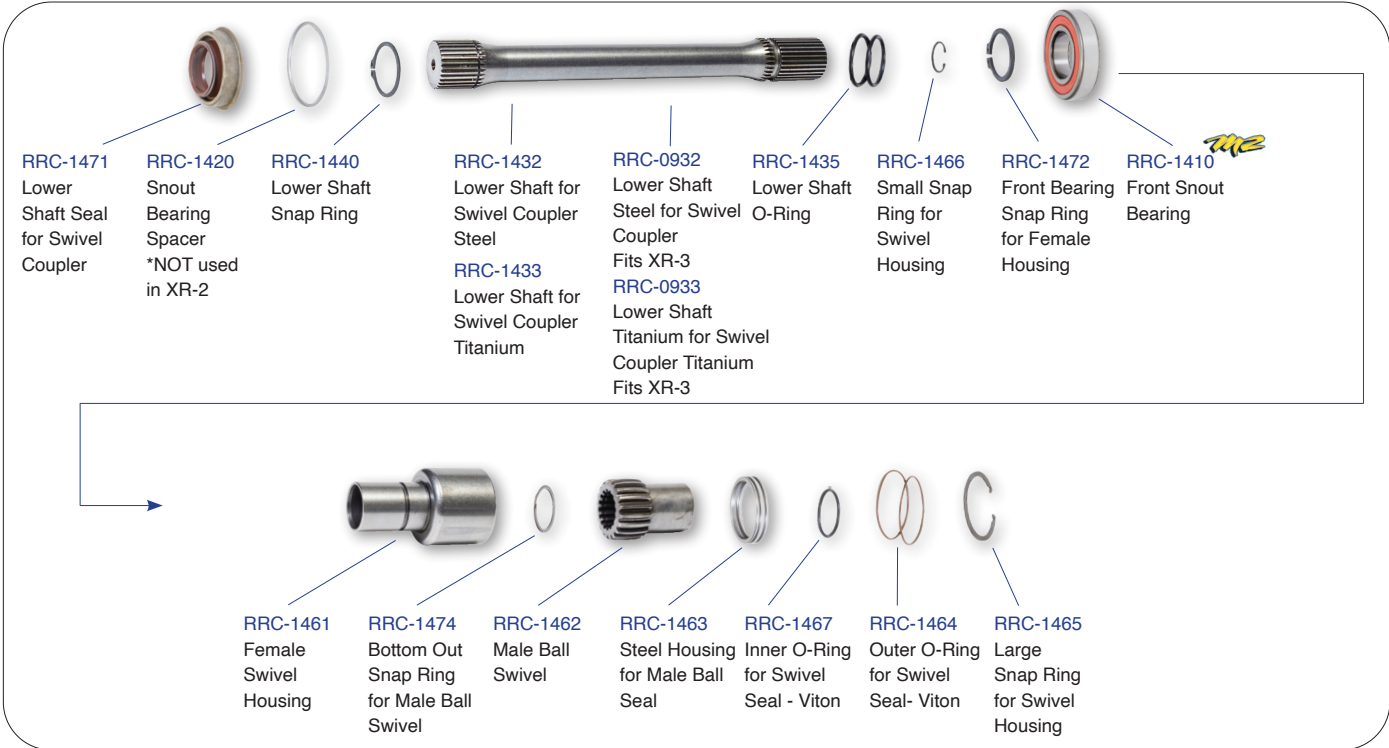 RRC-1471
Lower
Shaft Seal
for Swivel
Coupler
RRC-1420
Snout
Bearing
Spacer
*NOT used
in XR-2
RRC-1440
Lower Shaft
Snap Ring
RRC-1432
Lower Shaft for
Swivel Coupler
Steel
RRC-1433
Lower Shaft for
Swivel Coupler
Titanium
RRC-0932
Lower Shaft
Steel for Swivel
Coupler
Fits XR-3
RRC-0933
Lower Shaft
Titanium for Swivel
Coupler Titanium
Fits XR-3
RRC-1435
Lower Shaft
O-Ring
RRC-1466
Small Snap
Ring for
Swivel
Housing
RRC-1472
Front Bearing
Snap Ring
for Female
Housing
M2
RRC-1410
Front Snout
Bearing
RRC-1461
Female
Swivel
Housing
RRC-1474
Bottom Out
Snap Ring
for Male Ball
Swivel
RRC-1462
Male Ball
Swivel
RRC-1463
Steel Housing
for Male Ball
Seal
RRC-1467
Inner O-Ring
for Swivel
Seal - Viton
RRC-1464
Outer O-Ring
for Swivel
Seal- Viton
RRC-1465
Large
Snap Ring
for Swivel
Housing